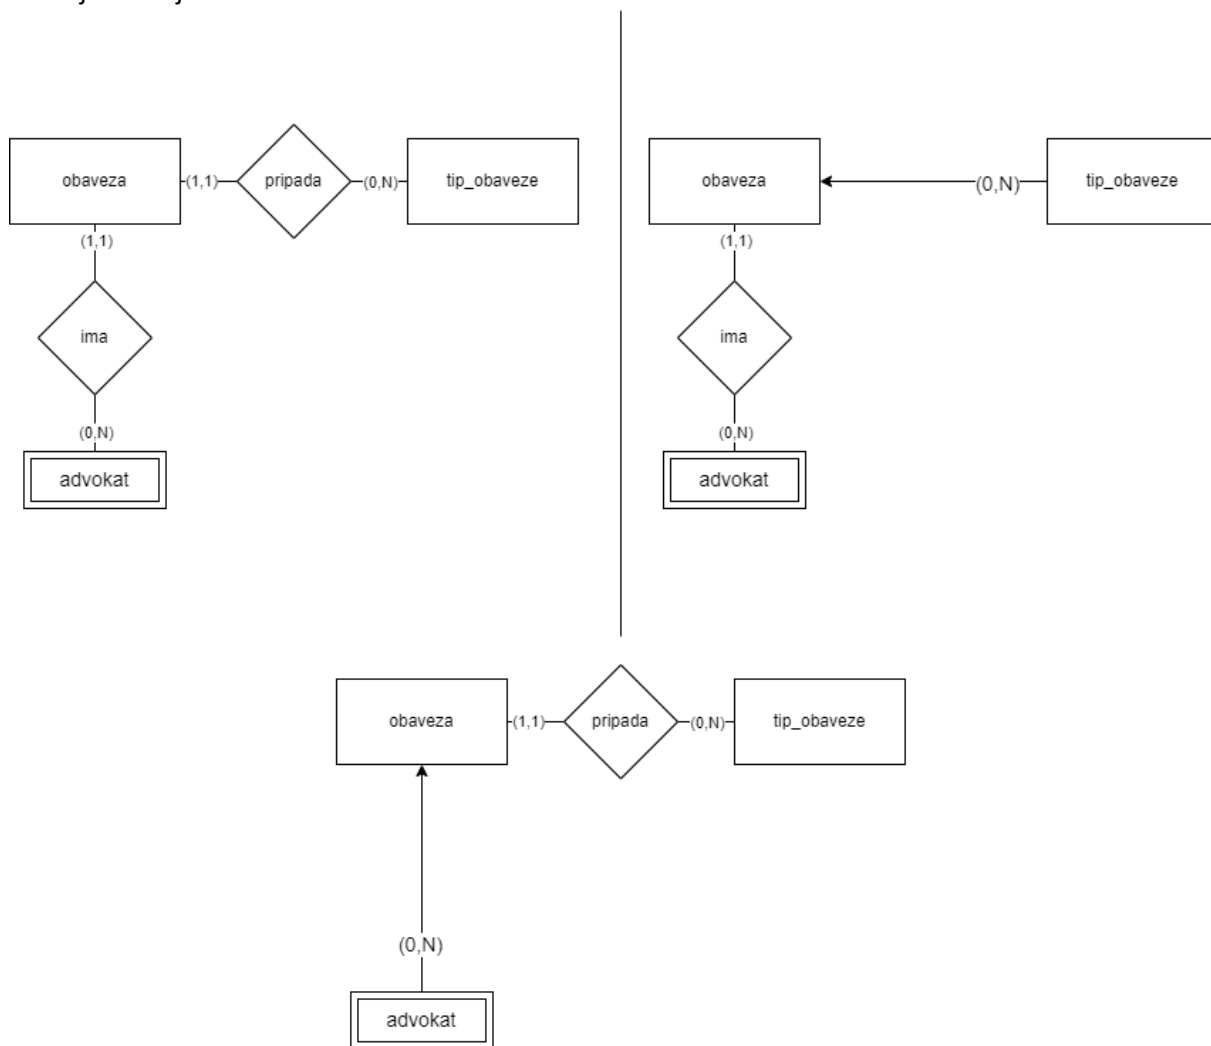 obaveza
(1,1)
pripada
(0,N)
tip_obaveze
(1,1)
ima
(0,N)
advokat
obaveza
(0,N)
tip_obaveze
(1,1)
ima
(0,N)
advokat
obaveza
(1,1)
pripada
(0,N)
tip_obaveze
(0,N)
advokat